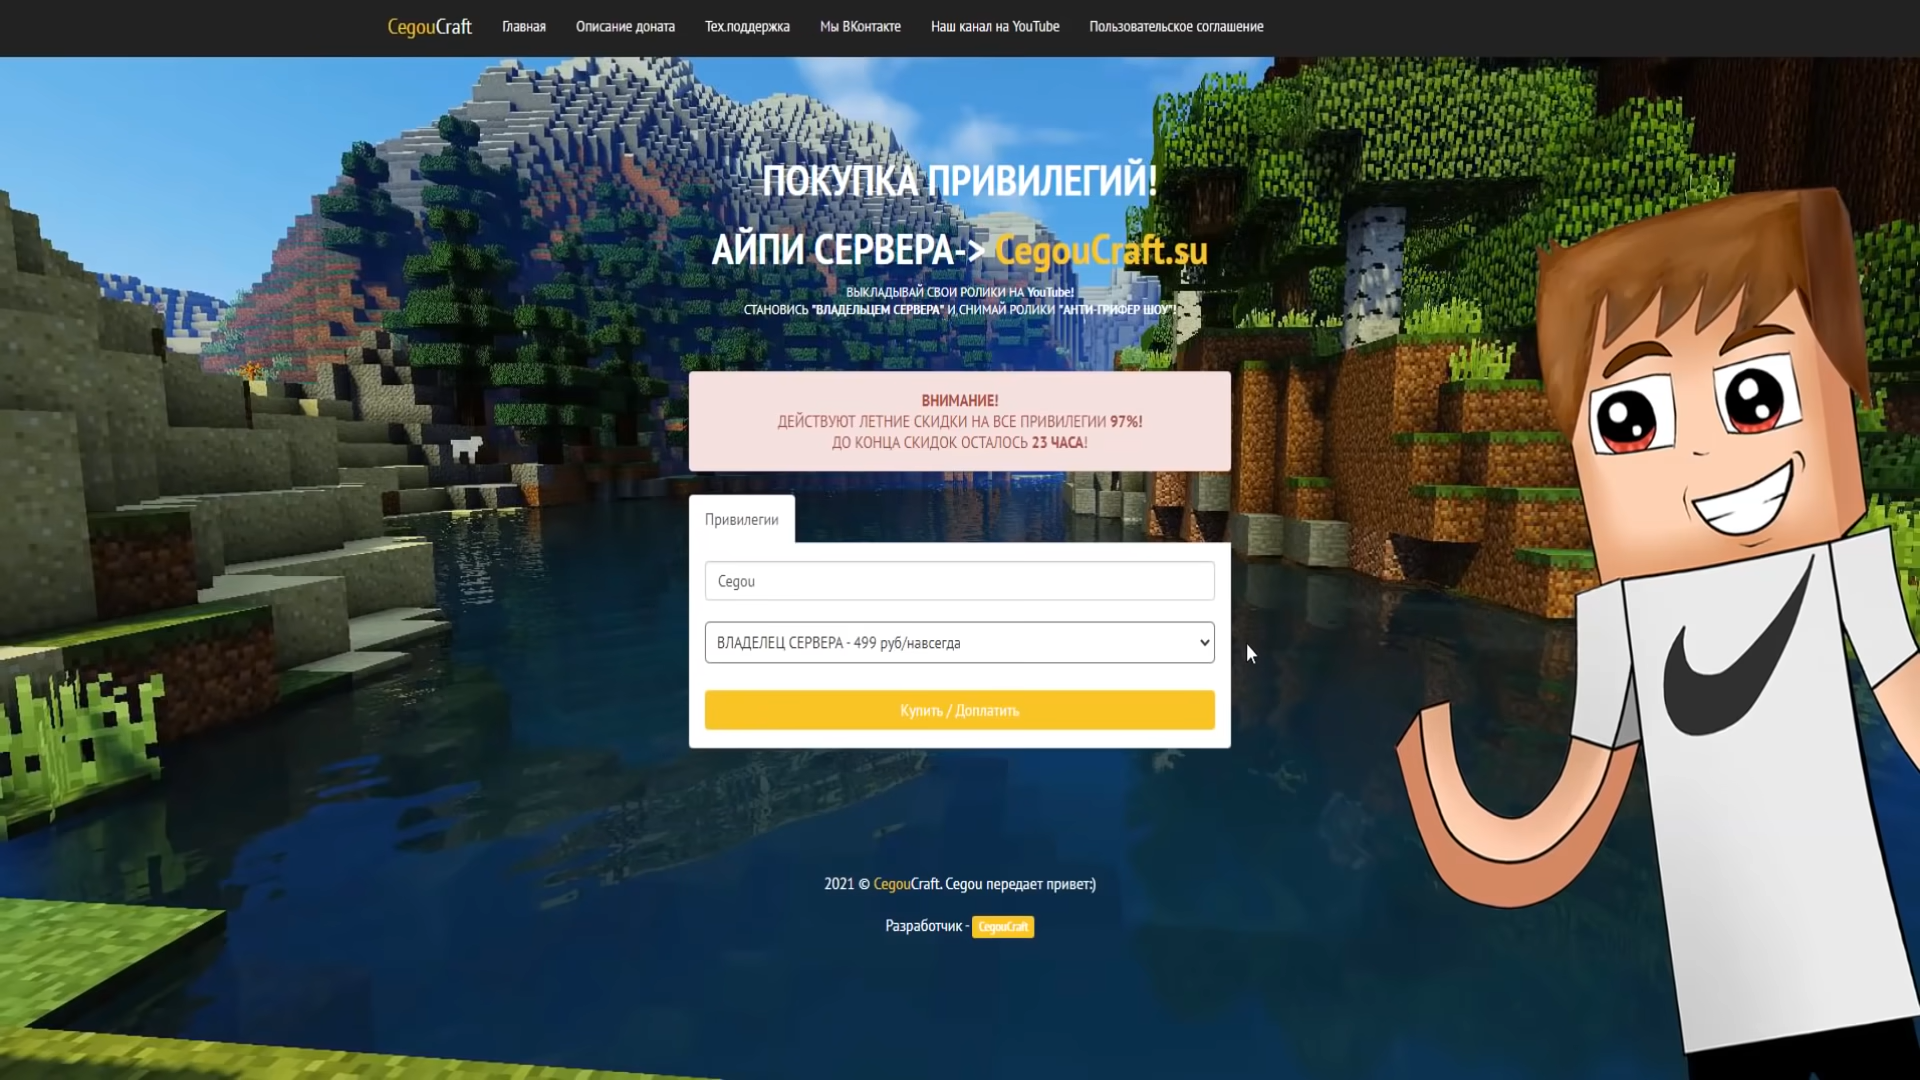 CegouCraft
Главная
Описание доната
Тех.поддержка
Мы ВКонтакте
Наш канал на YouTube
Пользовательское соглашение
ПОКУПКА ПРИВИЛЕГИЙ!
АЙПИ СЕРВЕРА-> CegouCraft.su
ВЫКЛАДЫВАЙ СВОИ РОЛИКИ НА YouTube!
СТАНОВИСЬ "ВЛАДЕЛЬЦЕМ СЕРВЕРА" И СНИМАЙ РОЛИКИ "АНТИ-ГРИФЕР ШОУ"!
ВНИМАНИЕ!
ДЕЙСТВУЮТ ЛЕТНИЕ СКИДКИ НА ВСЕ ПРИВИЛЕГИИ 97%!
ДО КОНЦА СКИДОК ОСТАЛОСЬ 23 ЧАСА!
Привилегии
Cegou
ВЛАДЕЛЕЦ СЕРВЕРА - 499 руб/навсегда
Купить / Доплатить
2021 © CegouCraft. Cegou передает привет:)
Разработчик - CegouCraft